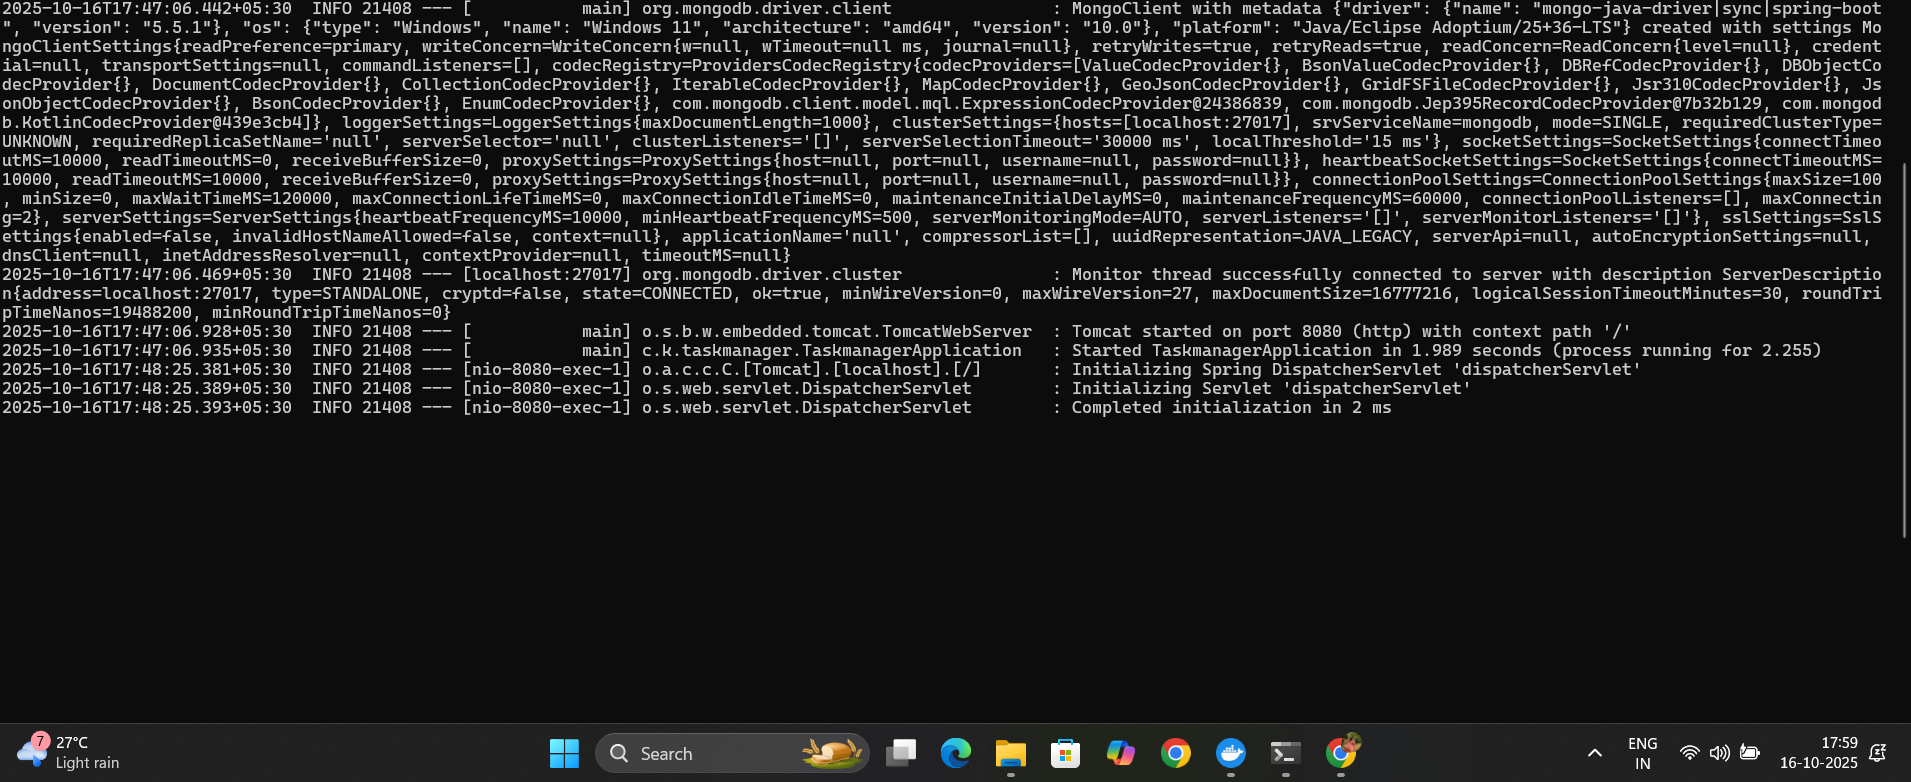 2025-10-16T17:47:06.442+05:30  INFO 21408 --- [           main] org.mongodb.driver.client                : MongoClient with metadata {"driver": {"name": "mongo-java-driver|sync|spring-boot
", "version": "5.5.1"}, "os": {"type": "Windows", "name": "Windows 11", "architecture": "amd64", "version": "10.0"}, "platform": "Java/Eclipse Adoptium/25+36-LTS"} created with settings Mo
ngoClientSettings{readPreference=primary, writeConcern=WriteConcern{w=null, wTimeout=null ms, journal=null}, retryWrites=true, retryReads=true, readConcern=ReadConcern{level=null}, credent
ial=null, transportSettings=null, commandListeners=[], codecRegistry=ProvidersCodecRegistry{codecProviders=[ValueCodecProvider{}, BsonValueCodecProvider{}, DBRefCodecProvider{}, DBObjectCo
decProvider{}, DocumentCodecProvider{}, CollectionCodecProvider{}, IterableCodecProvider{}, MapCodecProvider{}, GeoJsonCodecProvider{}, GridFSFileCodecProvider{}, Jsr310CodecProvider{}, Js
onObjectCodecProvider{}, BsonCodecProvider{}, EnumCodecProvider{}, com.mongodb.client.model.mql.ExpressionCodecProvider@24386839, com.mongodb.Jep395RecordCodecProvider@7b32b129, com.mongod
b.KotlinCodecProvider@439e3cb4]}, loggerSettings=LoggerSettings{maxDocumentLength=1000}, clusterSettings={hosts=[localhost:27017], srvServiceName=mongodb, mode=SINGLE, requiredClusterType=
UNKNOWN, requiredReplicaSetName='null', serverSelector='null', clusterListeners='[]', serverSelectionTimeout='30000 ms', localThreshold='15 ms'}, socketSettings=SocketSettings{connectTimeo
utMS=10000, readTimeoutMS=0, receiveBufferSize=0, proxySettings=ProxySettings{host=null, port=null, username=null, password=null}}, heartbeatSocketSettings=SocketSettings{connectTimeoutMS=
10000, readTimeoutMS=10000, receiveBufferSize=0, proxySettings=ProxySettings{host=null, port=null, username=null, password=null}}, connectionPoolSettings=ConnectionPoolSettings{maxSize=100
, minSize=0, maxWaitTimeMS=120000, maxConnectionLifeTimeMS=0, maxConnectionIdleTimeMS=0, maintenanceInitialDelayMS=0, maintenanceFrequencyMS=60000, connectionPoolListeners=[], maxConnectin
g=2}, serverSettings=ServerSettings{heartbeatFrequencyMS=10000, minHeartbeatFrequencyMS=500, serverMonitoringMode=AUTO, serverListeners='[]', serverMonitorListeners='[]'}, sslSettings=SslS
ettings{enabled=false, invalidHostNameAllowed=false, context=null}, applicationName='null', compressorList=[], uuidRepresentation=JAVA_LEGACY, serverApi=null, autoEncryptionSettings=null,
dnsClient=null, inetAddressResolver=null, contextProvider=null, timeoutMS=null}
2025-10-16T17:47:06.469+05:30  INFO 21408 --- [localhost:27017] org.mongodb.driver.cluster               : Monitor thread successfully connected to server with description ServerDescriptio
n{address=localhost:27017, type=STANDALONE, cryptd=false, state=CONNECTED, ok=true, minWireVersion=0, maxWireVersion=27, maxDocumentSize=16777216, logicalSessionTimeoutMinutes=30, roundTri
pTimeNanos=19488200, minRoundTripTimeNanos=0}
2025-10-16T17:47:06.928+05:30  INFO 21408 --- [           main] o.s.b.w.embedded.tomcat.TomcatWebServer  : Tomcat started on port 8080 (http) with context path '/'
2025-10-16T17:47:06.935+05:30  INFO 21408 --- [           main] c.k.taskmanager.TaskmanagerApplication   : Started TaskmanagerApplication in 1.989 seconds (process running for 2.255)
2025-10-16T17:48:25.381+05:30  INFO 21408 --- [nio-8080-exec-1] o.a.c.c.C.[Tomcat].[localhost].[/]       : Initializing Spring DispatcherServlet 'dispatcherServlet'
2025-10-16T17:48:25.389+05:30  INFO 21408 --- [nio-8080-exec-1] o.s.web.servlet.DispatcherServlet        : Initializing Servlet 'dispatcherServlet'
2025-10-16T17:48:25.393+05:30  INFO 21408 --- [nio-8080-exec-1] o.s.web.servlet.DispatcherServlet        : Completed initialization in 2 ms
7
27°C
Light rain
Search
ENG
IN
17:59
16-10-2025